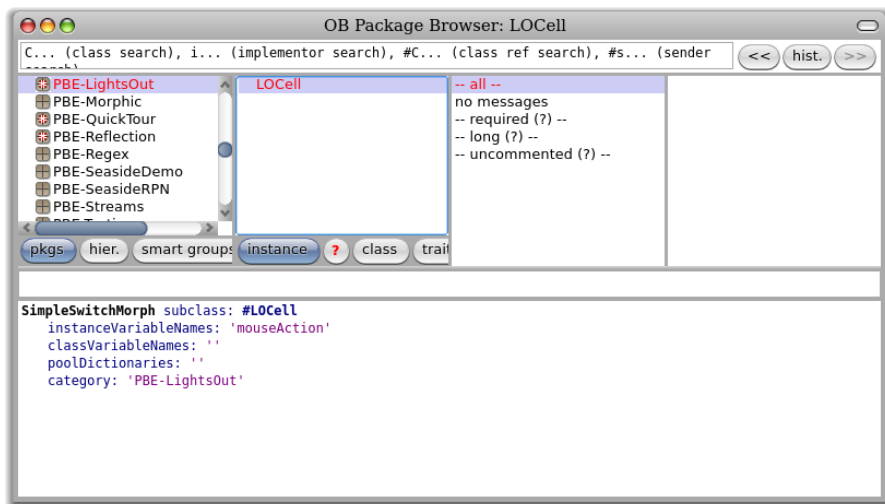 OB Package Browser: LOCell
C... (class search), i... (implementor search), #C... (class ref search), #s... (sender
search)
<< hist. >>
PBE-LightsOut
PBE-Morphic
PBE-QuickTour
PBE-Reflection
PBE-Regex
PBE-SeasideDemo
PBE-SeasideRPN
PBE-Streams
LOCell
-- all --
no messages
-- required (?) --
-- long (?) --
-- uncommented (?) --
pkgs hier. smart groups instance ? class trait
SimpleSwitchMorph subclass: #LOCell
instanceVariableNames: 'mouseAction'
classVariableNames: ''
poolDictionaries: ''
category: 'PBE-LightsOut'